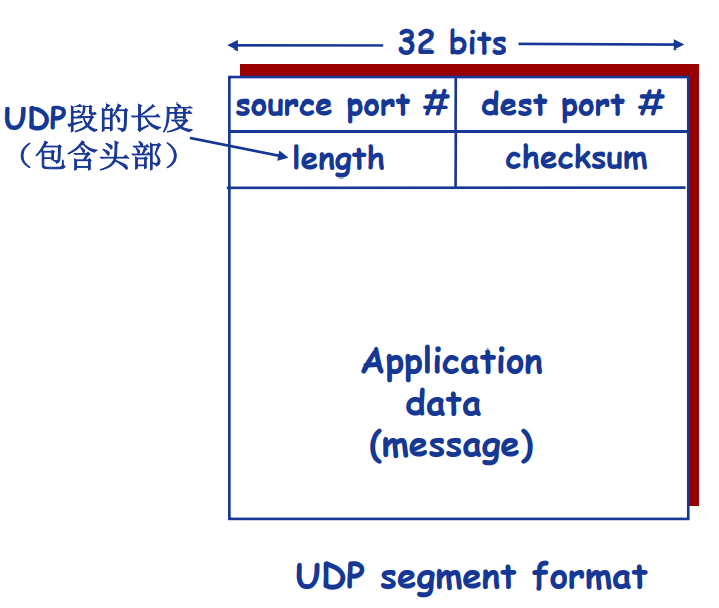 32 bits
source port # dest port #
UDP段的长度
（包含头部）
length checksum
Application
data
(message)
UDP segment format